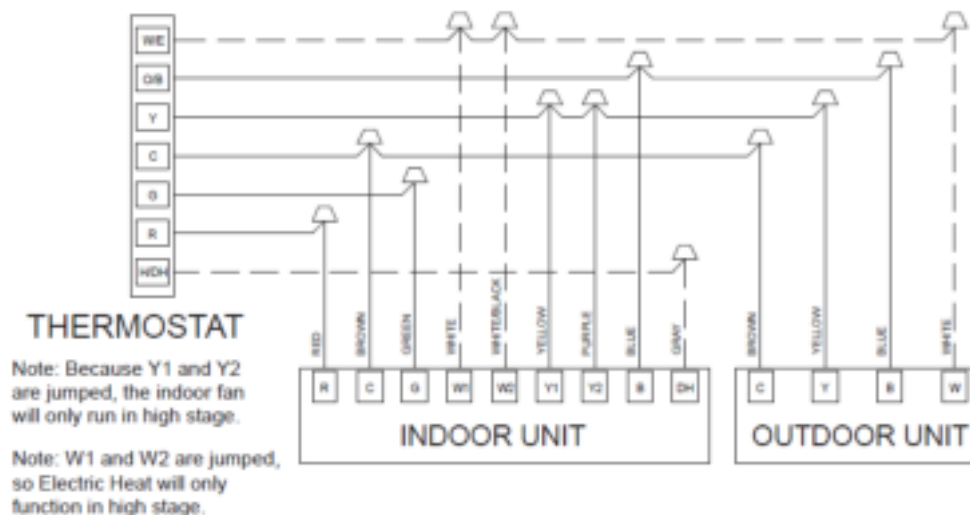 W/E
O/B
Y
C
G
R
H/DH
THERMOSTAT
Note: Because Y1 and Y2
are jumped, the indoor fan
will only run in high stage.
Note: W1 and W2 are jumped,
so Electric Heat will only
function in high stage.
RED
BROWN
GREEN
WHITE
WHITE/BLACK
YELLOW
PURPLE
BLUE
GRAY
R
C
G
W1
W2
Y1
Y2
B
DH
INDOOR UNIT
BROWN
YELLOW
BLUE
WHITE
C
Y
B
W
OUTDOOR UNIT